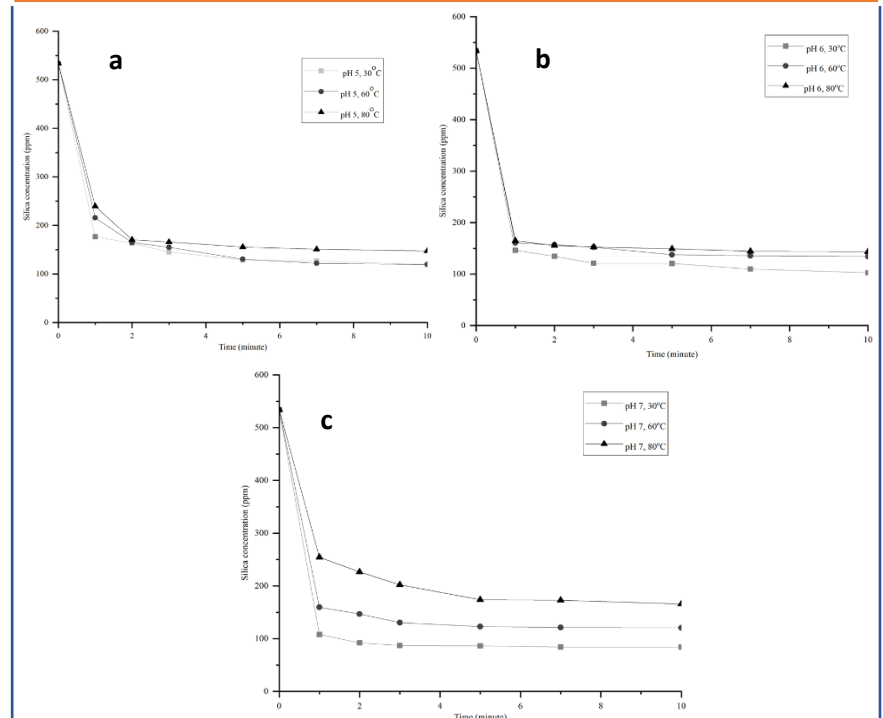 a
600
500
400
300
200
100
0
0
2
4
6
8
10
Silica concentration (ppm)
Time (minute)
pH 5, 30°C
pH 5, 60°C
pH 5, 80°C
b
600
500
400
300
200
100
0
0
2
4
6
8
10
Silica concentration (ppm)
Time (minute)
pH 6, 30°C
pH 6, 60°C
pH 6, 80°C
c
600
500
400
300
200
100
0
0
2
4
6
8
10
Silica concentration (ppm)
Time (minute)
pH 7, 30°C
pH 7, 60°C
pH 7, 80°C